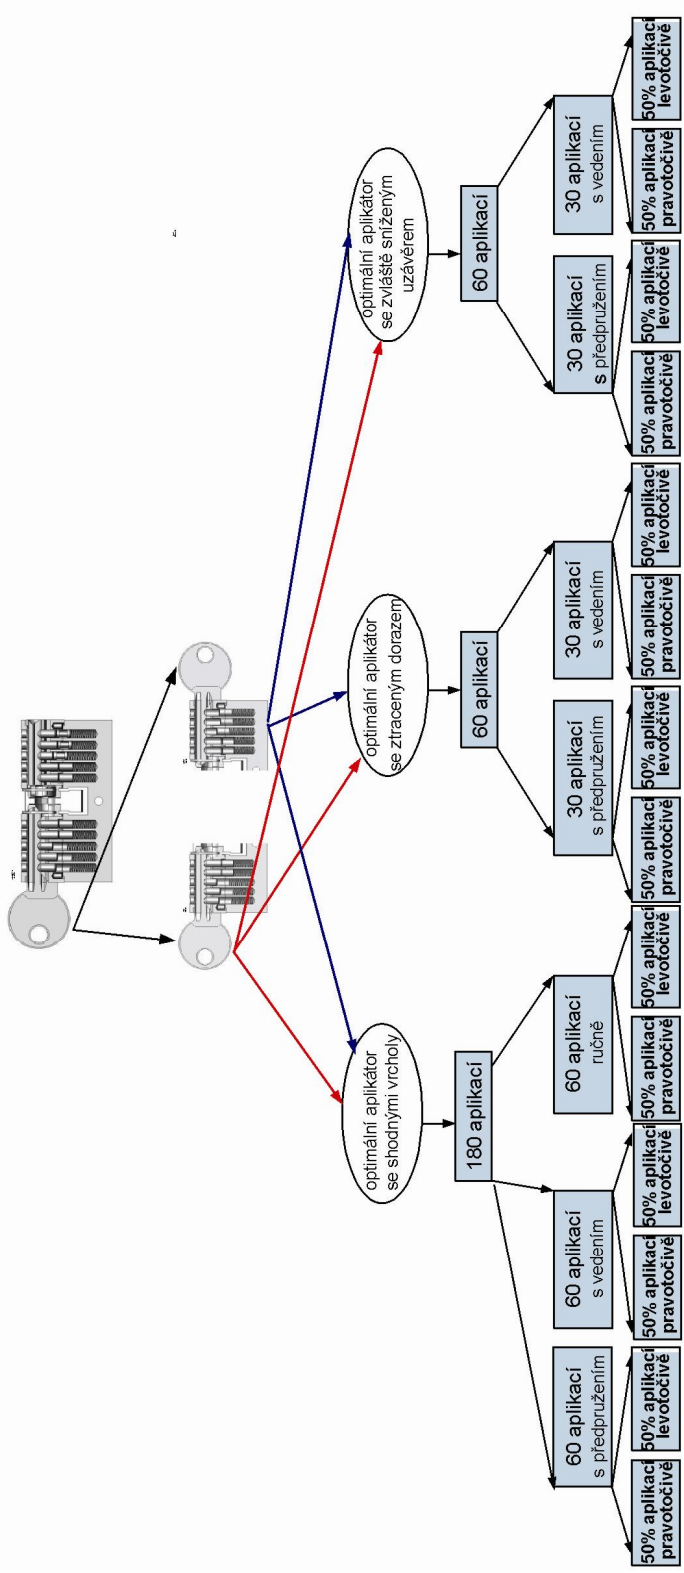 optimální aplikátor
se shodnými vrcholy
optimální aplikátor
se ztraceným dorazem
optimální aplikátor
se zvláště sníženým
uzávěrem
180 aplikací
60 aplikací
60 aplikací
60 aplikací
s předpružením
60 aplikací
s vedením
60 aplikací
ručně
30 aplikací
s předpružením
30 aplikací
s vedením
30 aplikací
s předpružením
30 aplikací
s vedením
50% aplikací
pravotočivě
50% aplikací
levotočivě
50% aplikací
pravotočivě
50% aplikací
levotočivě
50% aplikací
pravotočivě
50% aplikací
levotočivě
50% aplikací
pravotočivě
50% aplikací
levotočivě
50% aplikací
pravotočivě
50% aplikací
levotočivě
50% aplikací
pravotočivě
50% aplikací
levotočivě
50% aplikací
pravotočivě
50% aplikací
levotočivě